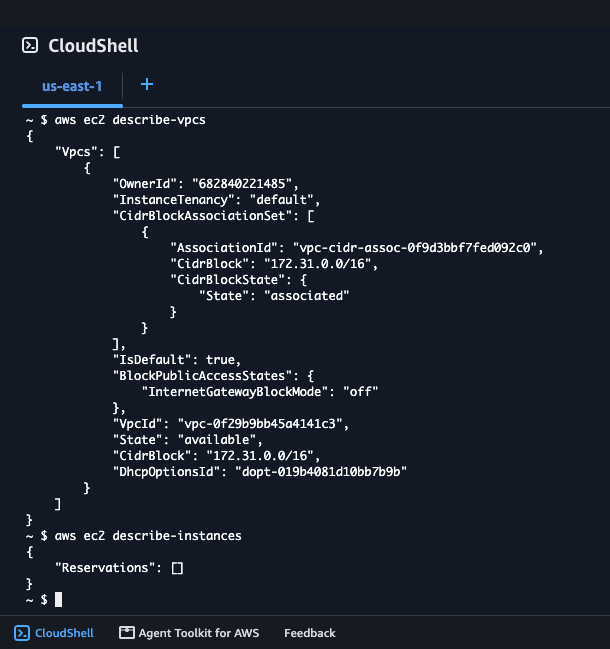 CloudShell
us-east-1 +
~ $ aws ec2 describe-vpcs
{
    "Vpcs": [
        {
            "OwnerId": "682840221485",
            "InstanceTenancy": "default",
            "CidrBlockAssociationSet": [
                {
                    "AssociationId": "vpc-cidr-assoc-0f9d3bbf7fed092c0",
                    "CidrBlock": "172.31.0.0/16",
                    "CidrBlockState": {
                        "State": "associated"
                    }
                }
            ],
            "IsDefault": true,
            "BlockPublicAccessStates": {
                "InternetGatewayBlockMode": "off"
            },
            "VpcId": "vpc-0f29b9bb45a4141c3",
            "State": "available",
            "CidrBlock": "172.31.0.0/16",
            "DhcpOptionsId": "dopt-019b4081d10bb7b9b"
        }
    ]
}
~ $ aws ec2 describe-instances
{
    "Reservations": []
}
~ $
CloudShell Agent Toolkit for AWS Feedback